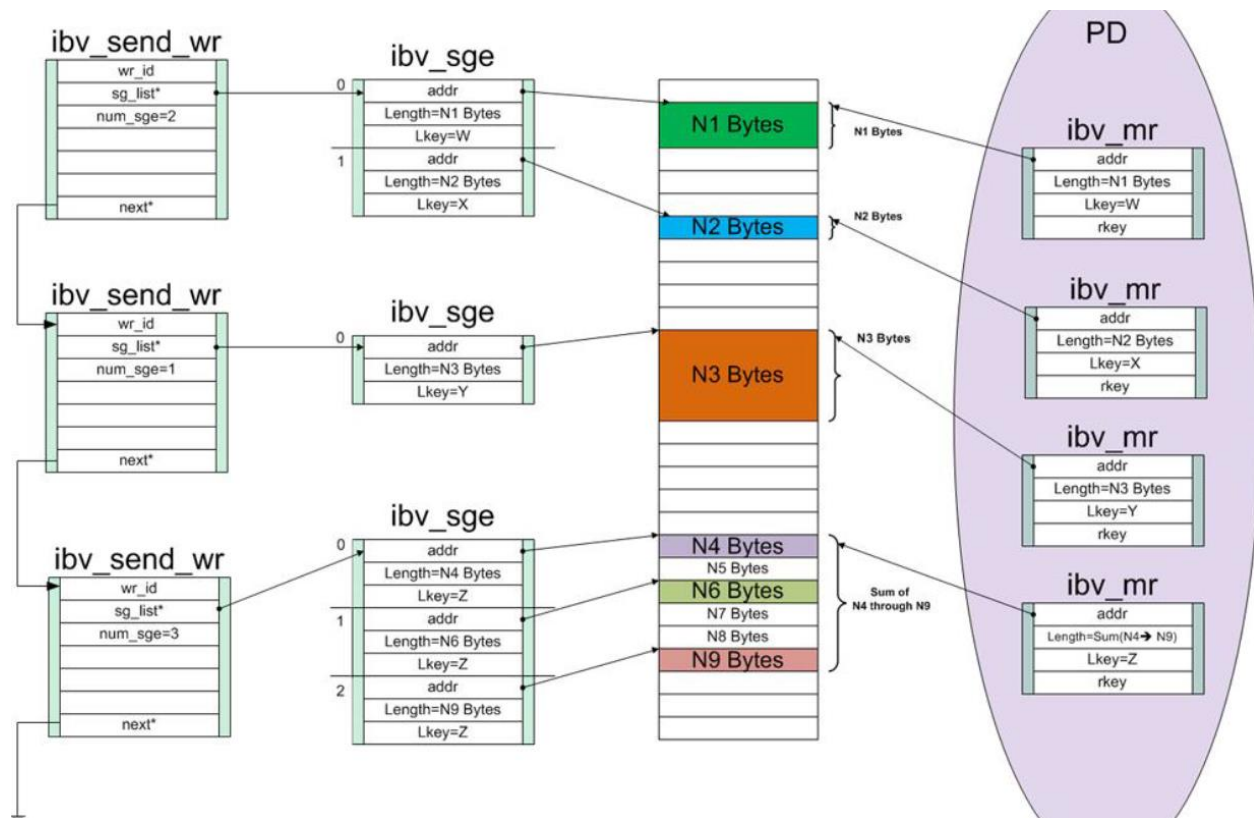 ibv_send_wr
wr_id
sg_list*
num_sge=2
next*
ibv_send_wr
wr_id
sg_list*
num_sge=1
next*
ibv_send_wr
wr_id
sg_list*
num_sge=3
next*
ibv_sge
0
addr
Length=N1 Bytes
Lkey=W
1
addr
Length=N2 Bytes
Lkey=X
ibv_sge
0
addr
Length=N3 Bytes
Lkey=Y
ibv_sge
0
addr
Length=N4 Bytes
Lkey=Z
1
addr
Length=N6 Bytes
Lkey=Z
2
addr
Length=N9 Bytes
Lkey=Z
N1 Bytes
N2 Bytes
N3 Bytes
N4 Bytes
N5 Bytes
N6 Bytes
N7 Bytes
N8 Bytes
N9 Bytes
N1 Bytes
N2 Bytes
N3 Bytes
Sum of
N4 through N9
PD
ibv_mr
addr
Length=N1 Bytes
Lkey=W
rkey
ibv_mr
addr
Length=N2 Bytes
Lkey=X
rkey
ibv_mr
addr
Length=N3 Bytes
Lkey=Y
rkey
ibv_mr
addr
Length=Sum(N4➔ N9)
Lkey=Z
rkey